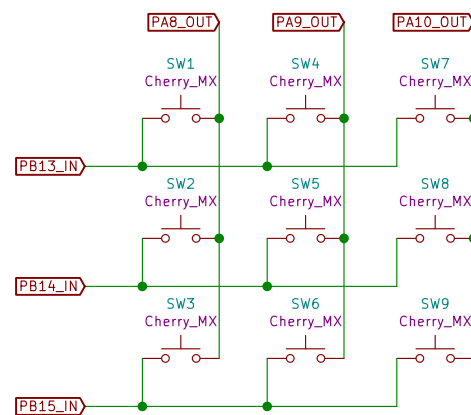 PA8_OUT PA9_OUT PA10_OUT
SW1 SW4 SW7
Cherry_MX Cherry_MX Cherry_MX
PB13_IN
SW2 SW5 SW8
Cherry_MX Cherry_MX Cherry_MX
PB14_IN
SW3 SW6 SW9
Cherry_MX Cherry_MX Cherry_MX
PB15_IN